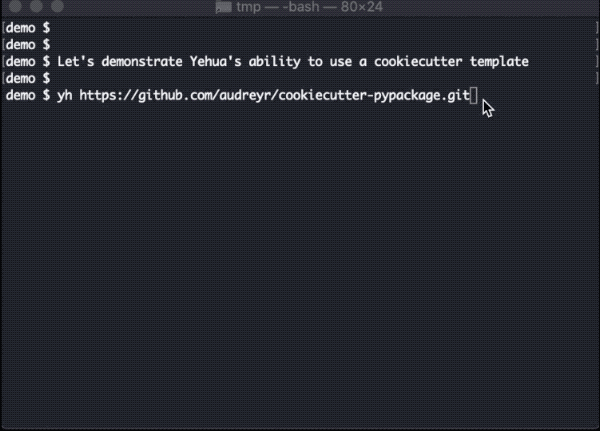 tmp — -bash — 80×24
demo $
demo $
demo $ Let's demonstrate Yehua's ability to use a cookiecutter template
demo $
demo $ yh https://github.com/audreyr/cookiecutter-pypackage.git